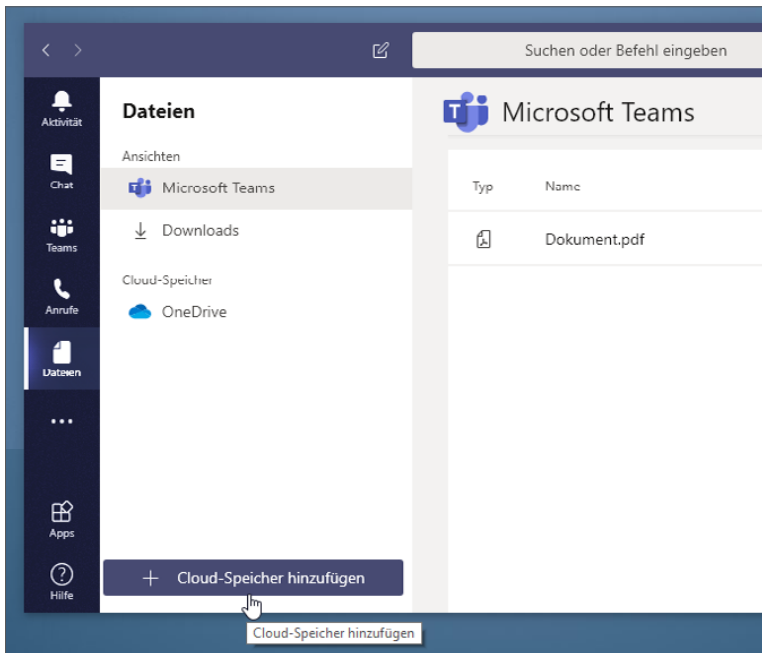 Suchen oder Befehl eingeben
Aktivität
Chat
Teams
Anrufe
Dateien
Apps
Hilfe
Dateien
Ansichten
Microsoft Teams
Downloads
Cloud-Speicher
OneDrive
+ Cloud-Speicher hinzufügen
Cloud-Speicher hinzufügen
Microsoft Teams
Typ Name
Dokument.pdf